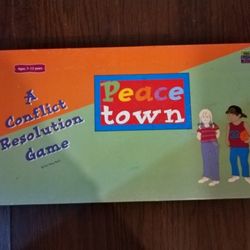 Ages 7-12 years
A
Conflict
Resolution
Game
Peace
town